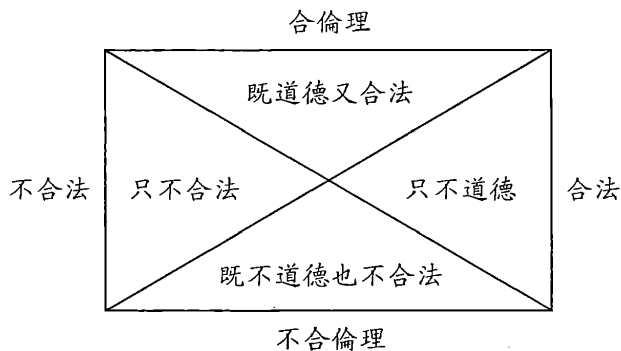 合倫理
既道德又合法
不合法
只不合法
只不道德
合法
既不道德也不合法
不合倫理